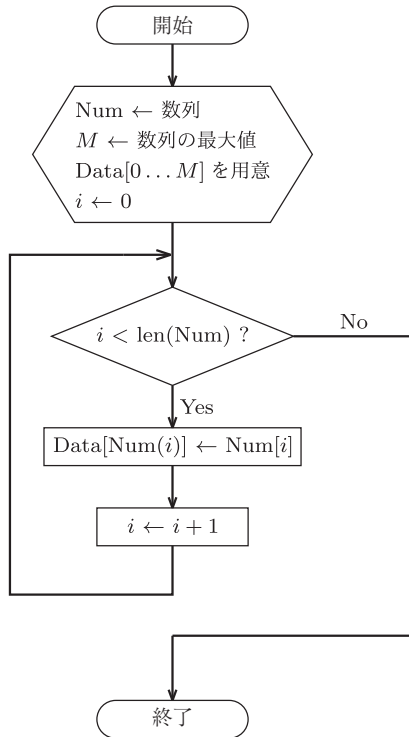 開始
Num ← 数列
M ← 数列の最大値
Data[0 … M] を用意
i ← 0
i < len(Num) ?
No
Yes
Data[Num(i)] ← Num[i]
i ← i + 1
終了